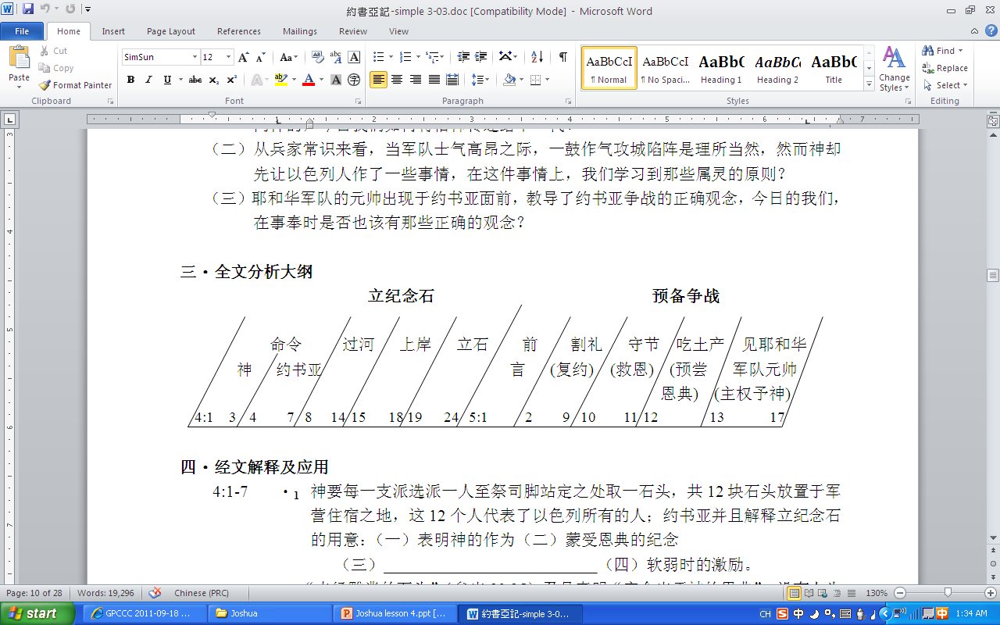 約書亞記-simple 3-03.doc [Compatibility Mode] - Microsoft Word
File Home Insert Page Layout References Mailings Review View
Paste
Cut
Copy
Format Painter
SimSun 12
AaBbCcI AaBbCcI AaBbC AaBbCc AaBbC
¶ Normal ¶ No Spaci... Heading 1 Heading 2 Title
Change Styles
Find
Replace
Select
Clipboard Font Paragraph Styles Editing
（二）从兵家常识来看，当军队士气高昂之际，一鼓作气攻城陷阵是理所当然，然而神却
先让以色列人作了一些事情，在这件事情上，我们学习到那些属灵的原则？
（三）耶和华军队的元帅出现于约书亚面前，教导了约书亚争战的正确观念，今日的我们，
在事奉时是否也该有那些正确的观念？
三·全文分析大纲
立纪念石 预备争战
命令 过河 上岸 立石 前 割礼 守节 吃土产 见耶和华
神 约书亚 言 (复约) (救恩) (预尝 军队元帅
恩典) (主权予神)
4:1 3 4 7 8 14 15 18 19 24 5:1 2 9 10 11 12 13 17
四·经文解释及应用
4:1-7 ·1 神要每一支派选派一人至祭司脚站定之处取一石头，共 12 块石头放置于军
营住宿之地，这 12 个人代表了以色列所有的人；约书亚并且解释立纪念石
的用意：（一）表明神的作为（二）蒙受恩典的纪念
（三）____________________________（四）软弱时的激励。
Page: 10 of 28 Words: 19,296 Chinese (PRC) 130%
start GPCCC 2011-09-18 ... Joshua Joshua lesson 4.ppt [... 約書亞記-simple 3-0... CH 中 1:34 AM